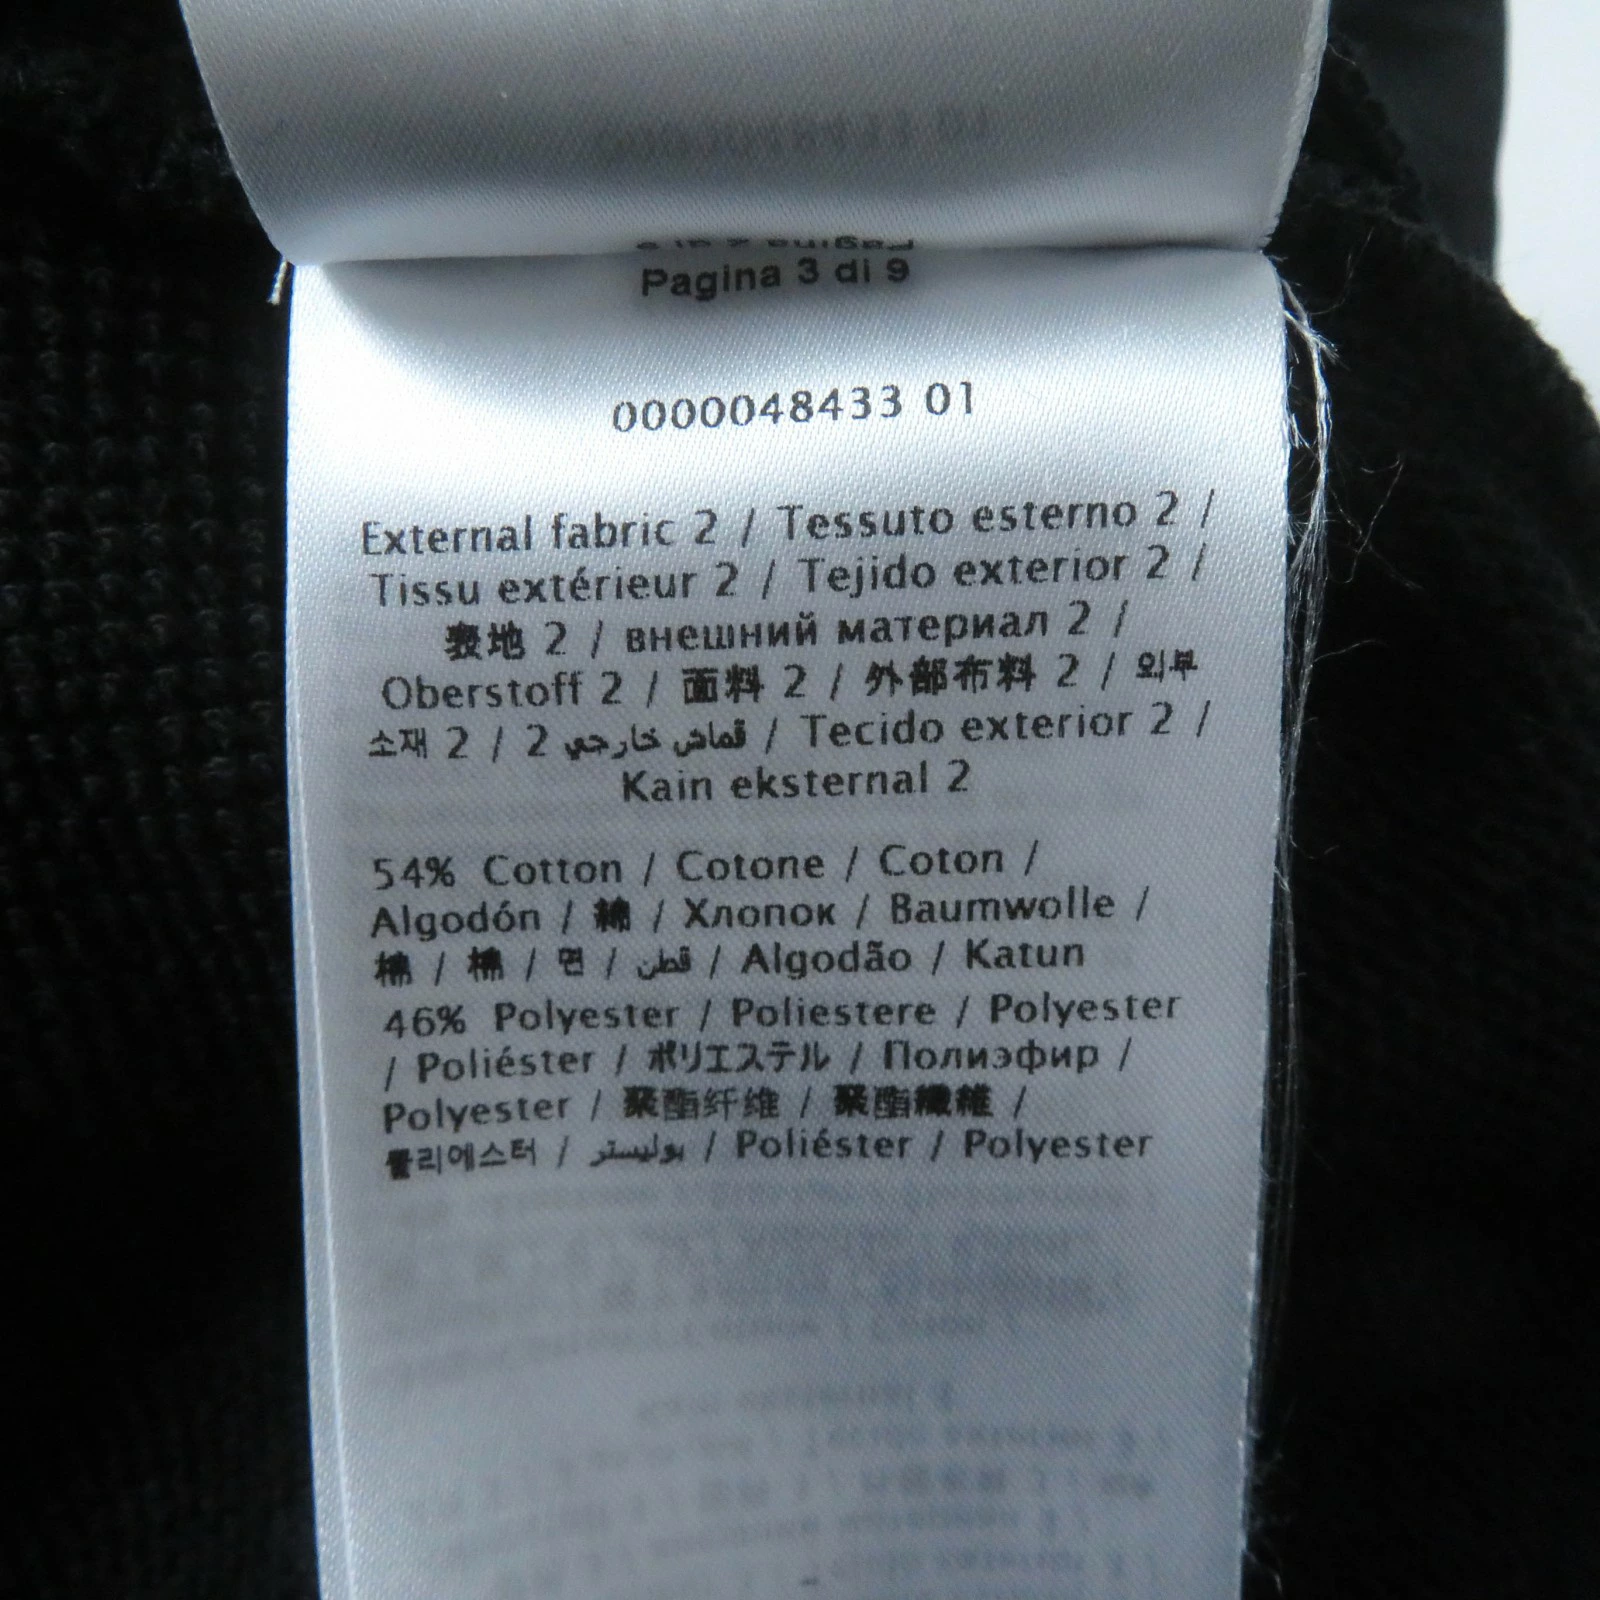 Pagina 3 di 9
0000048433 01
External fabric 2 / Tessuto esterno 2 /
Tissu extérieur 2 / Tejido exterior 2 /
表地 2 / внешний материал 2 /
Oberstoff 2 / 面料 2 / 外部布料 2 / 외부
소재 2 / 2 قماش خارجي / Tecido exterior 2 /
Kain eksternal 2
54% Cotton / Cotone / Coton /
Algodón / 綿 / Хлопок / Baumwolle /
棉 / 棉 / 면 / قطن / Algodão / Katun
46% Polyester / Poliestere / Polyester
/ Poliéster / ポリエステル / Полиэфир /
Polyester / 聚酯纤维 / 聚酯纖維 /
폴리에스터 / بوليستر / Poliéster / Polyester